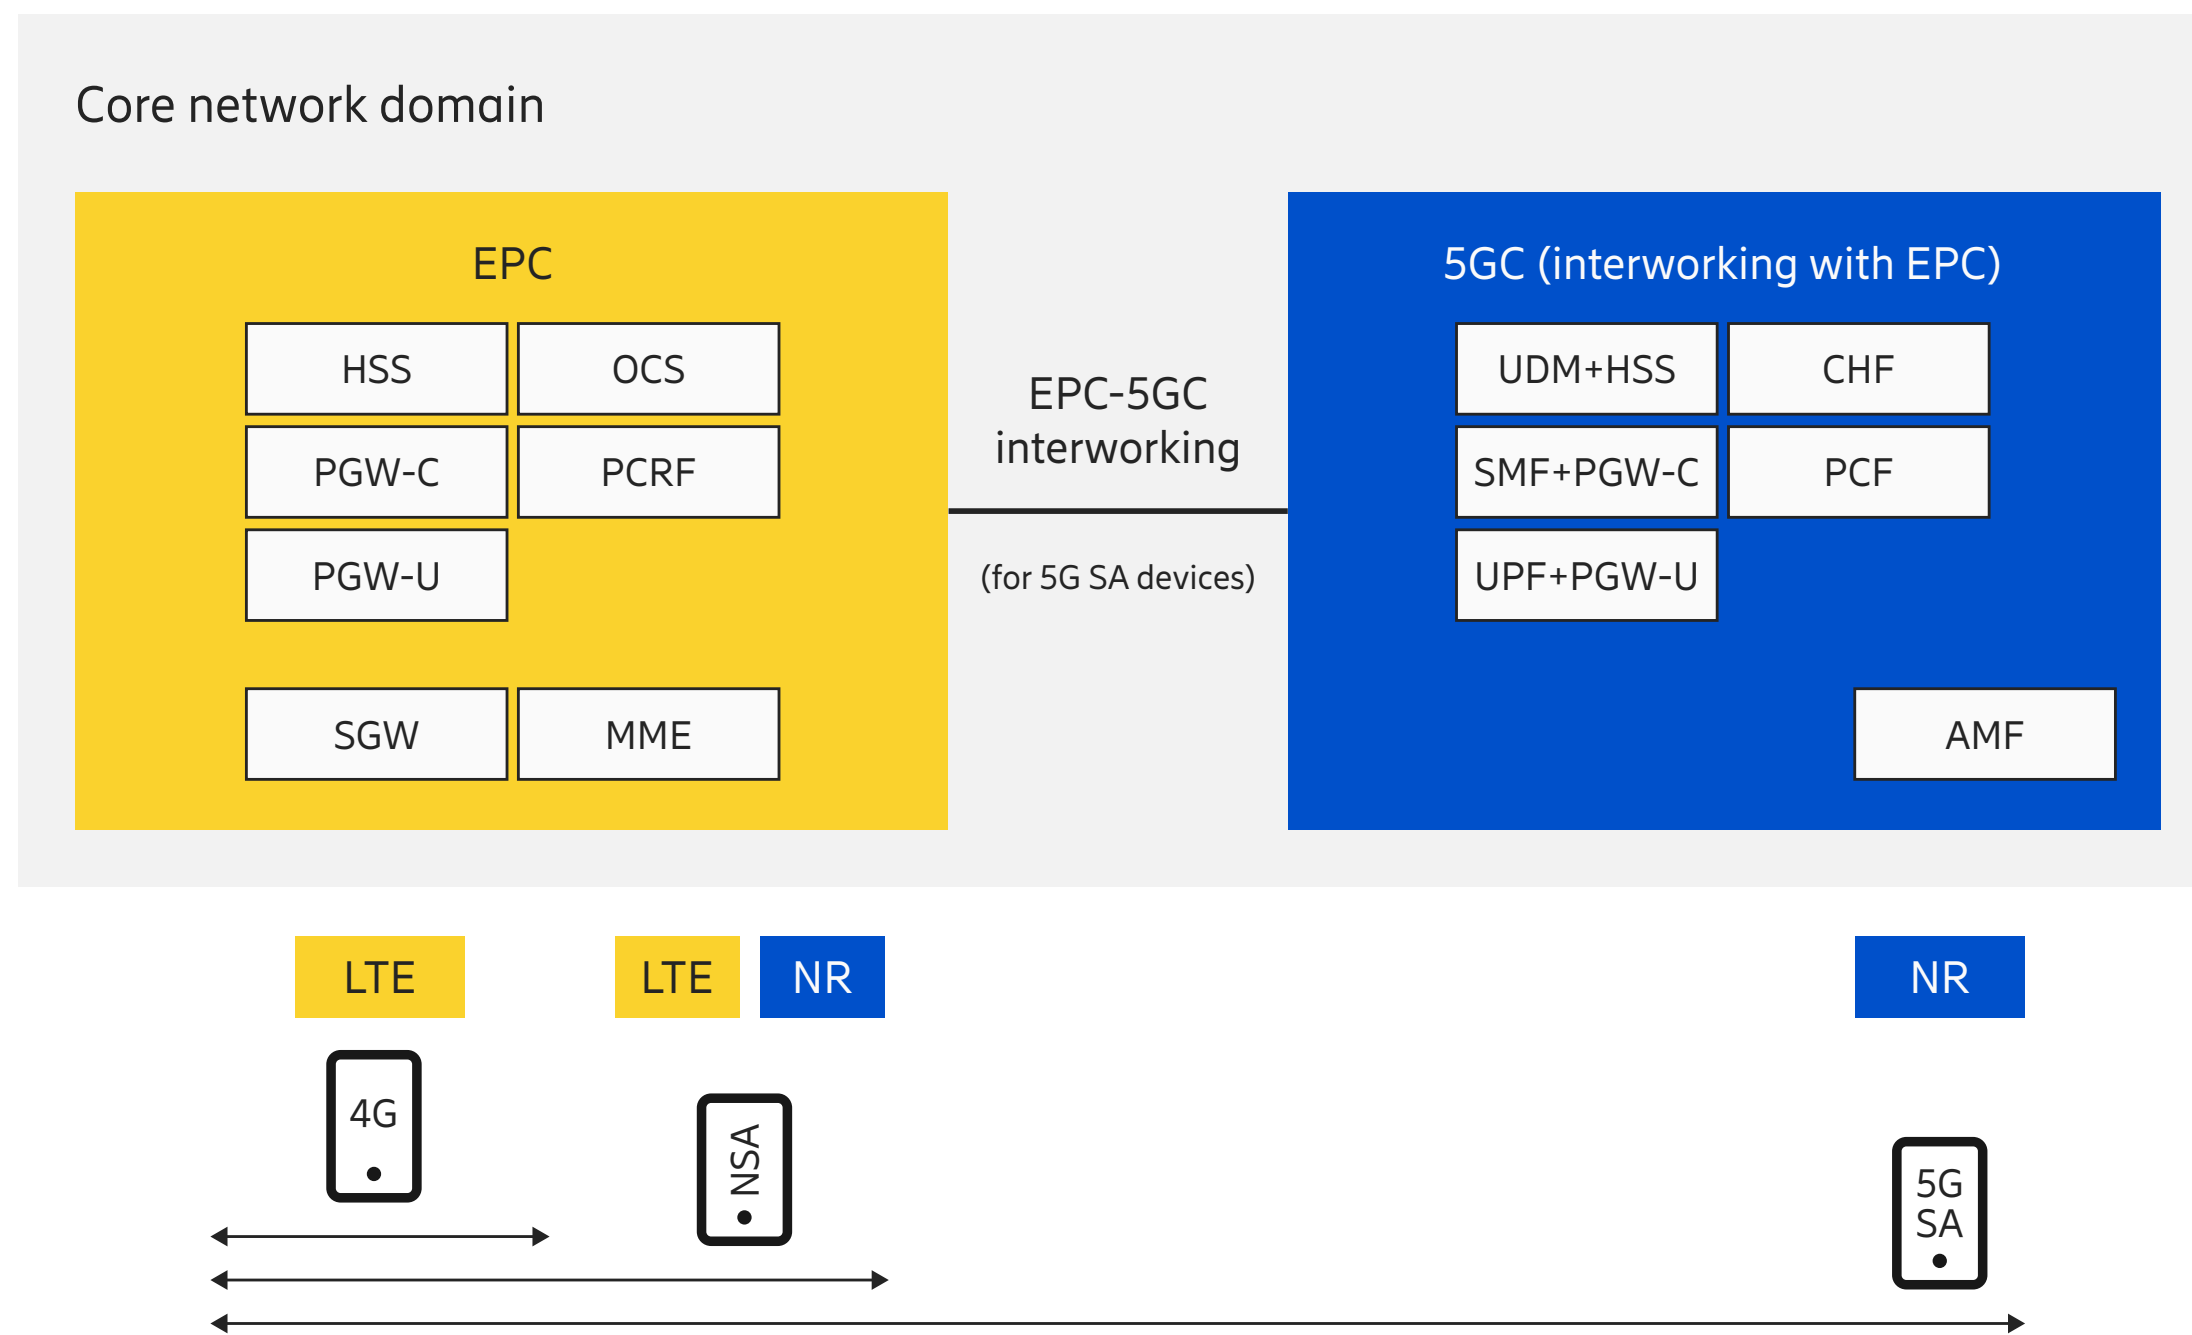 Core network domain
EPC
HSS
OCS
PGW-C
PCRF
PGW-U
SGW
MME
EPC-5GC
interworking
(for 5G SA devices)
5GC (interworking with EPC)
UDM+HSS
CHF
SMF+PGW-C
PCF
UPF+PGW-U
AMF
LTE
LTE
NR
NR
4G
NSA
5G
SA